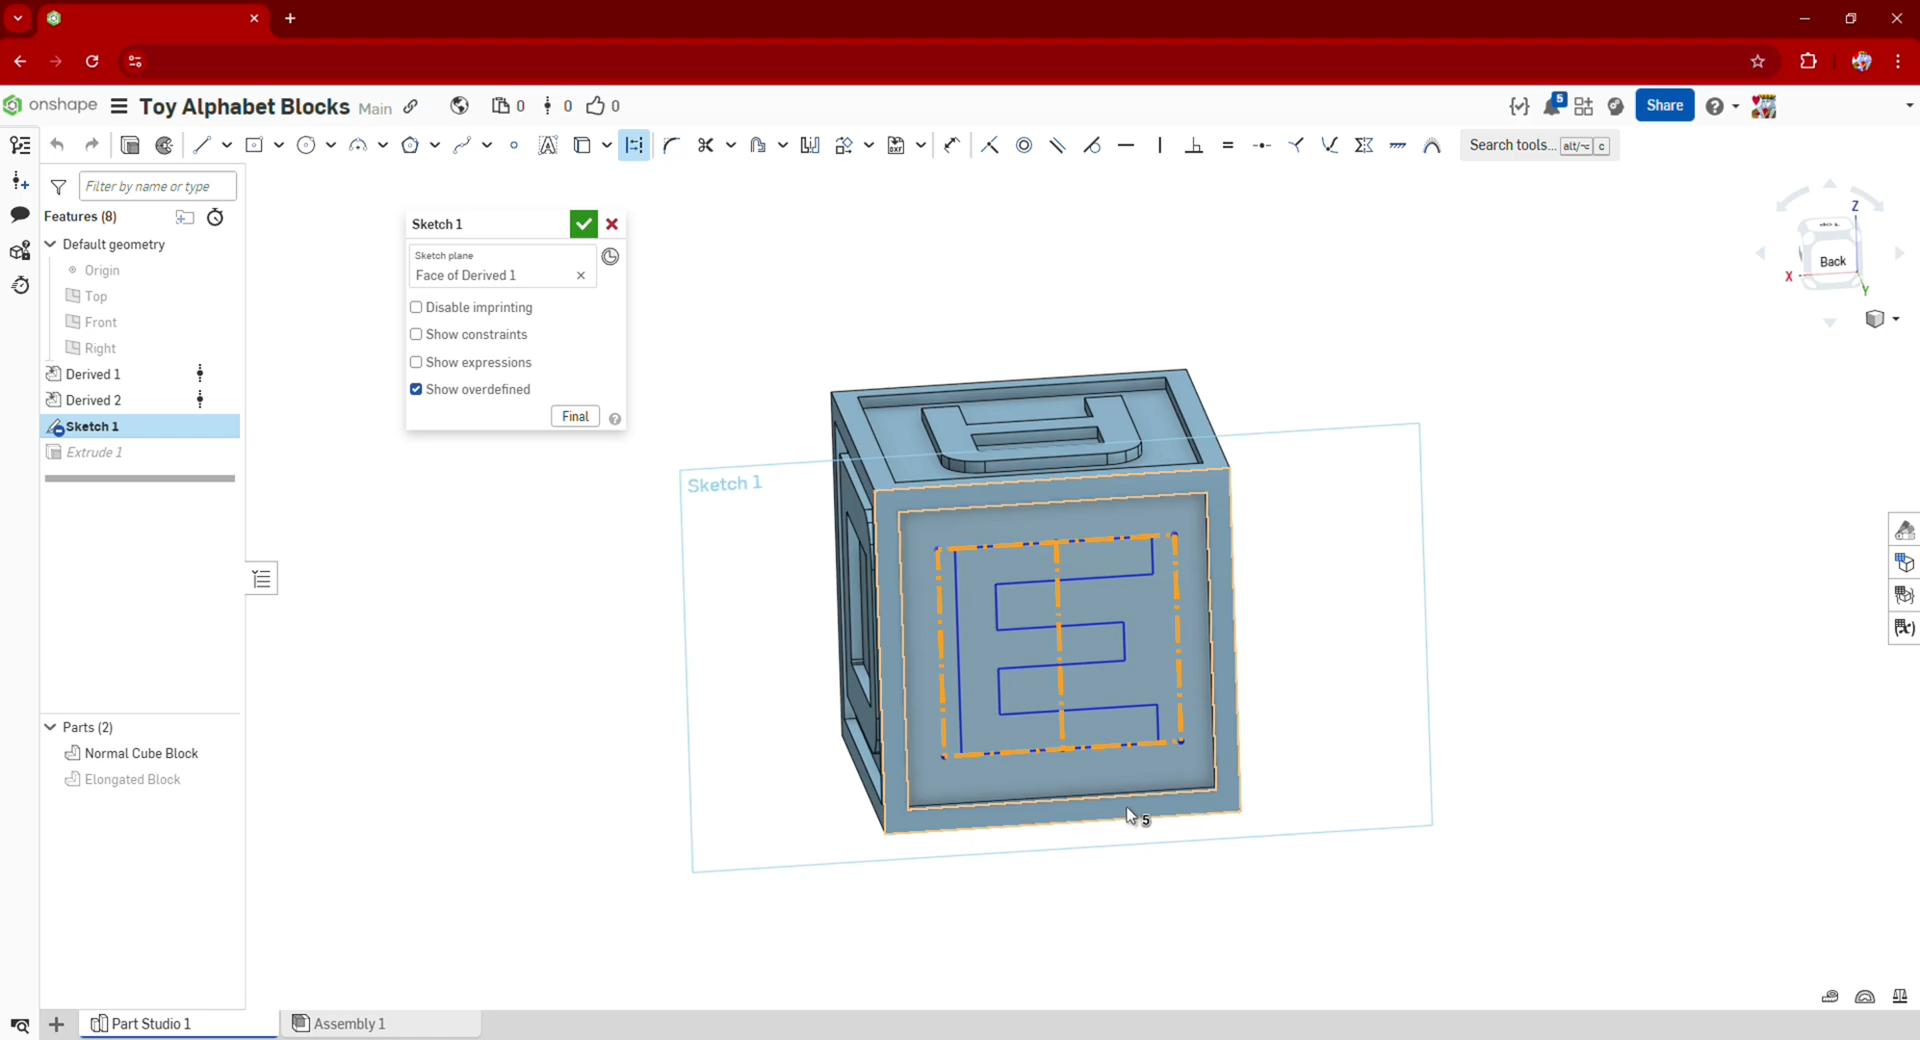 onshape Toy Alphabet Blocks Main 0 0 0 5 Share
Search tools... alt/⌥ c
Filter by name or type
Features (8)
Default geometry
Origin
Top
Front
Right
Derived 1
Derived 2
Sketch 1
Extrude 1
Parts (2)
Normal Cube Block
Elongated Block
Sketch 1
Sketch plane
Face of Derived 1
Disable imprinting
Show constraints
Show expressions
Show overdefined
Final
Sketch 1
E
5
Z
Top
Back
X
Y
Part Studio 1
Assembly 1